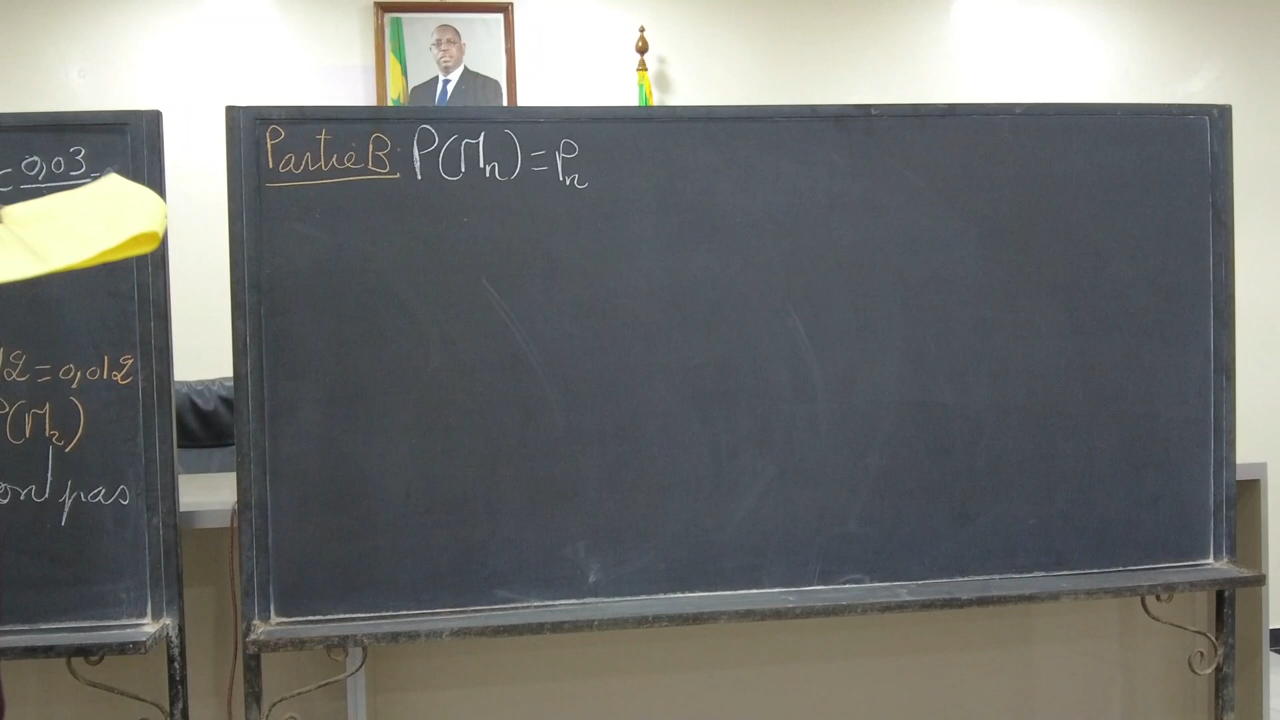 = 0,03
12 = 0,012
P(M₂)
ont pas
Partie B: P(Mₙ) = Pₙ